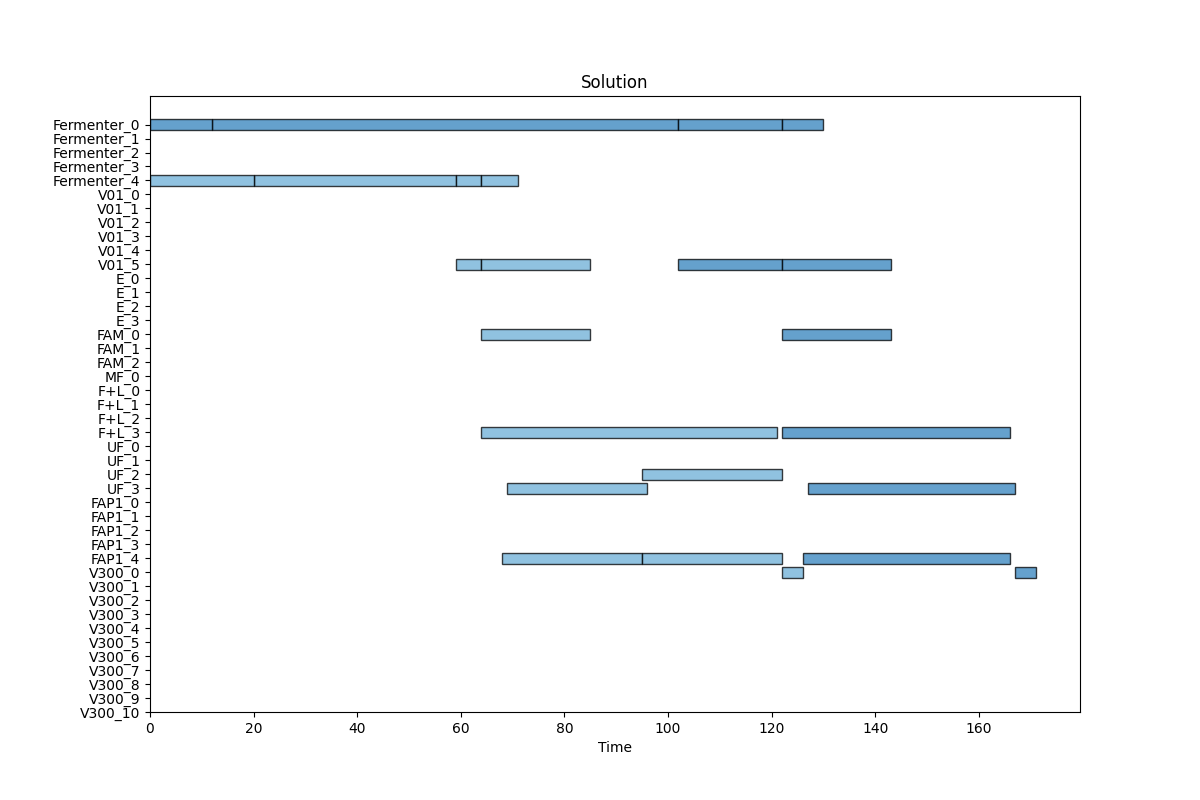 Solution
Fermenter_0
Fermenter_1
Fermenter_2
Fermenter_3
Fermenter_4
V01_0
V01_1
V01_2
V01_3
V01_4
V01_5
E_0
E_1
E_2
E_3
FAM_0
FAM_1
FAM_2
MF_0
F+L_0
F+L_1
F+L_2
F+L_3
UF_0
UF_1
UF_2
UF_3
FAP1_0
FAP1_1
FAP1_2
FAP1_3
FAP1_4
V300_0
V300_1
V300_2
V300_3
V300_4
V300_5
V300_6
V300_7
V300_8
V300_9
V300_10
0 20 40 60 80 100 120 140 160
Time